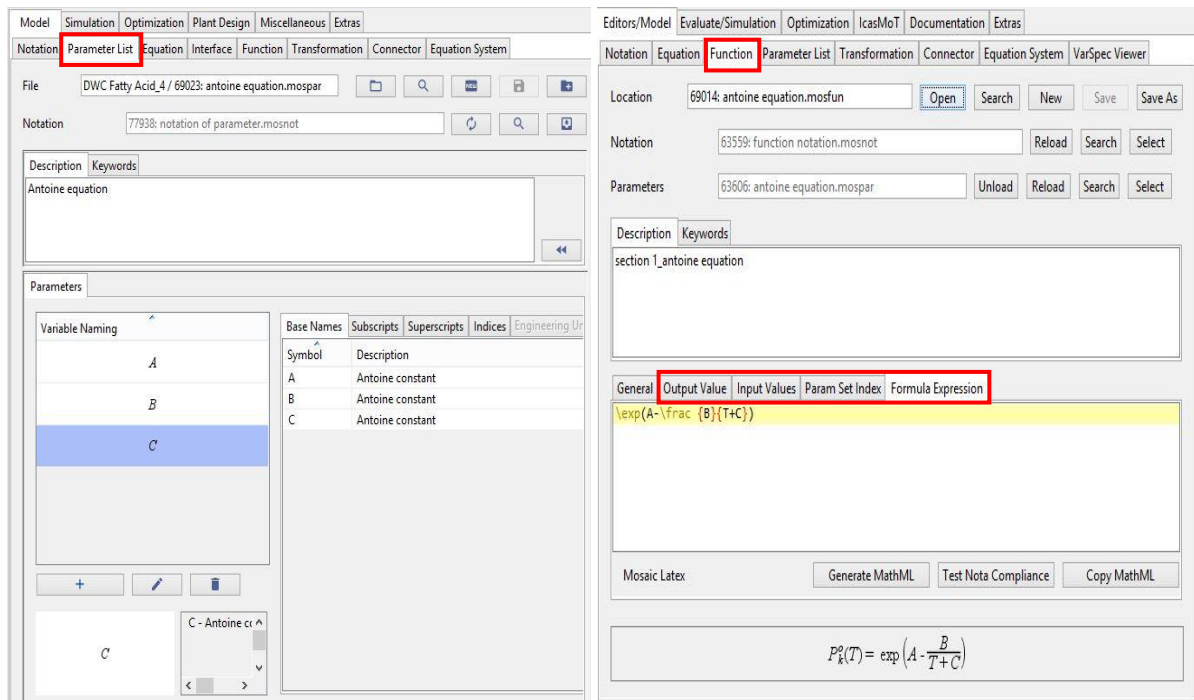 Model Simulation Optimization Plant Design Miscellaneous Extras
Notation Parameter List Equation Interface Function Transformation Connector Equation System
File DWC Fatty Acid_4 / 69023: antoine equation.mospar NEW
Notation 77938: notation of parameter.mosnot
Description Keywords
Antoine equation
Parameters
Variable Naming
A
B
C
Base Names Subscripts Superscripts Indices Engineering Ur
Symbol Description
A Antoine constant
B Antoine constant
C Antoine constant
C
C - Antoine cc
Editors/Model Evaluate/Simulation Optimization IcasMoT Documentation Extras
Notation Equation Function Parameter List Transformation Connector Equation System VarSpec Viewer
Location 69014: antoine equation.mosfun Open Search New Save Save As
Notation 63559: function notation.mosnot Reload Search Select
Parameters 63606: antoine equation.mospar Unload Reload Search Select
Description Keywords
section 1_antoine equation
General Output Value Input Values Param Set Index Formula Expression
\exp(A-\frac {B}{T+C})
Mosaic Latex Generate MathML Test Nota Compliance Copy MathML
P_k^o(T) = exp(A - B/(T+C))